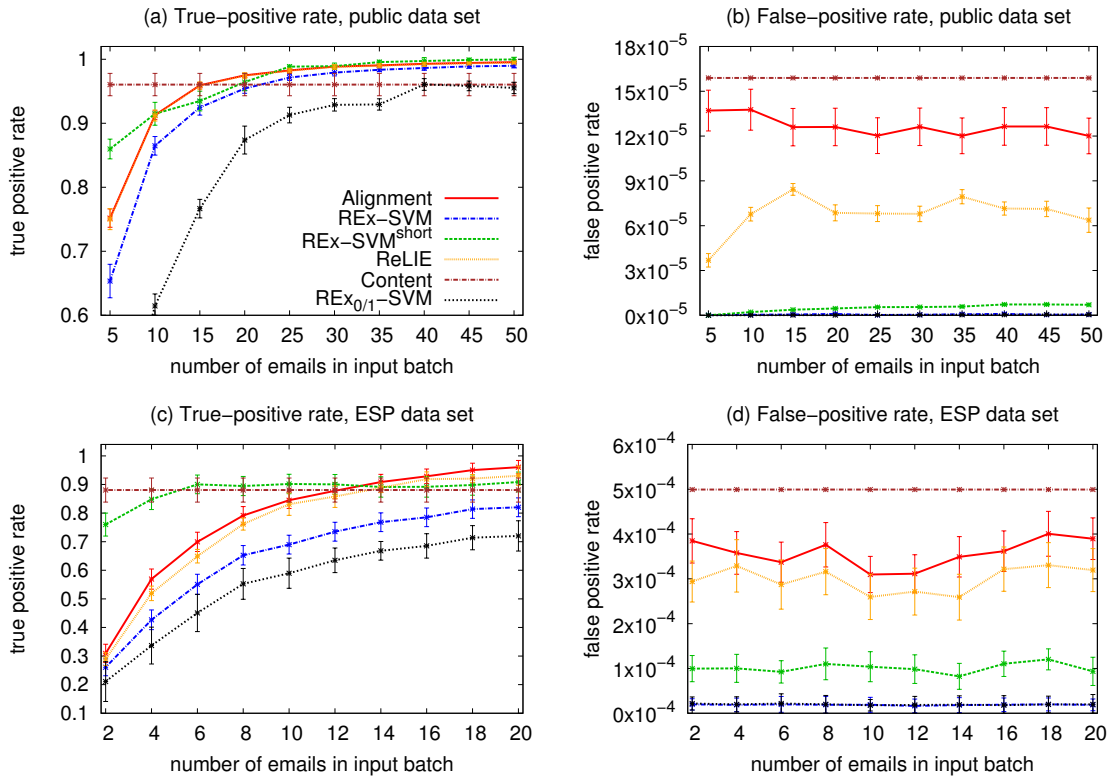 (a) True−positive rate, public data set
true positive rate
1
0.9
0.8
0.7
0.6
Alignment
REx−SVM
REx−SVM^short
ReLIE
Content
REx_0/1−SVM
5 10 15 20 25 30 35 40 45 50
number of emails in input batch
(b) False−positive rate, public data set
false positive rate
18x10^-5
15x10^-5
12x10^-5
9x10^-5
6x10^-5
3x10^-5
0x10^-5
5 10 15 20 25 30 35 40 45 50
number of emails in input batch
(c) True−positive rate, ESP data set
true positive rate
1
0.9
0.8
0.7
0.6
0.5
0.4
0.3
0.2
0.1
2 4 6 8 10 12 14 16 18 20
number of emails in input batch
(d) False−positive rate, ESP data set
false positive rate
6x10^-4
5x10^-4
4x10^-4
3x10^-4
2x10^-4
1x10^-4
0x10^-4
2 4 6 8 10 12 14 16 18 20
number of emails in input batch